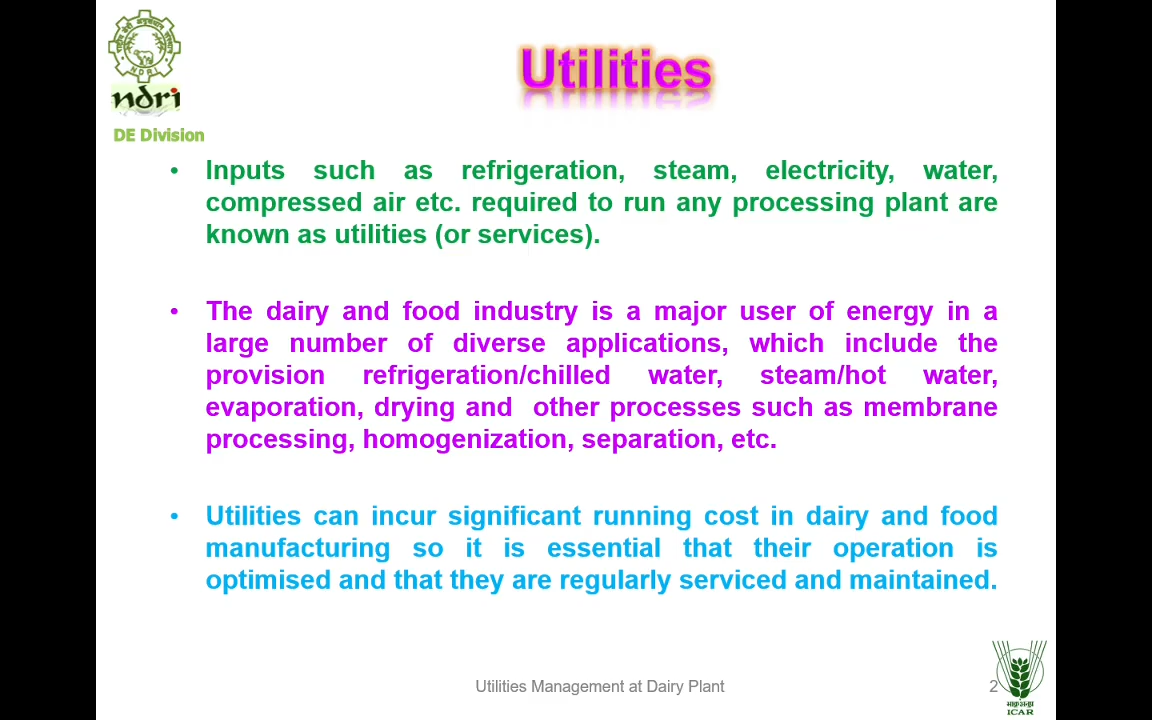 NDRI
ndri
DE Division
Utilities
• Inputs such as refrigeration, steam, electricity, water,
compressed air etc. required to run any processing plant are
known as utilities (or services).
• The dairy and food industry is a major user of energy in a
large number of diverse applications, which include the
provision refrigeration/chilled water, steam/hot water,
evaporation, drying and other processes such as membrane
processing, homogenization, separation, etc.
• Utilities can incur significant running cost in dairy and food
manufacturing so it is essential that their operation is
optimised and that they are regularly serviced and maintained.
Utilities Management at Dairy Plant
2
ICAR